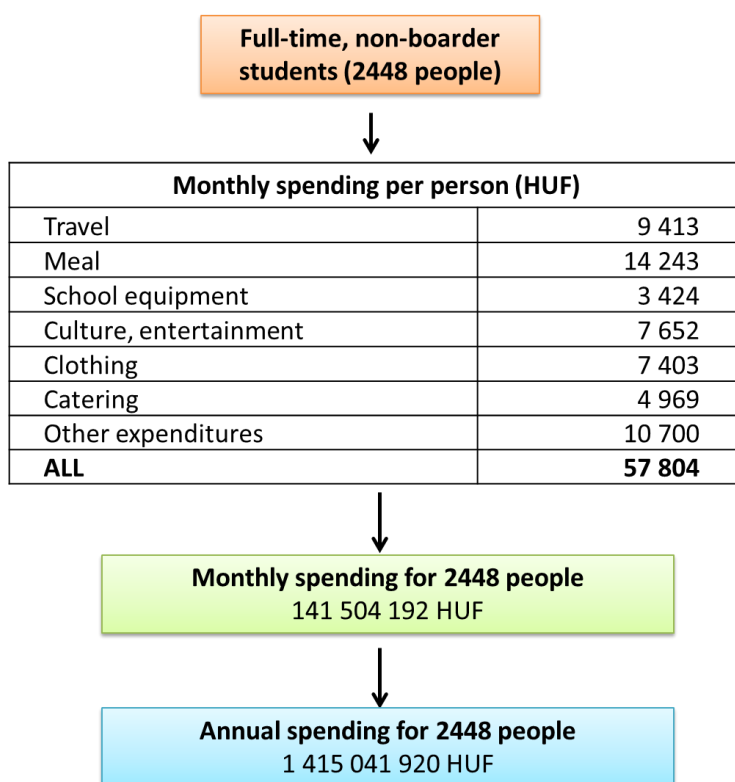 Full-time, non-boarder
students (2448 people)
Monthly spending per person (HUF)
Travel 9 413
Meal 14 243
School equipment 3 424
Culture, entertainment 7 652
Clothing 7 403
Catering 4 969
Other expenditures 10 700
ALL 57 804
Monthly spending for 2448 people
141 504 192 HUF
Annual spending for 2448 people
1 415 041 920 HUF